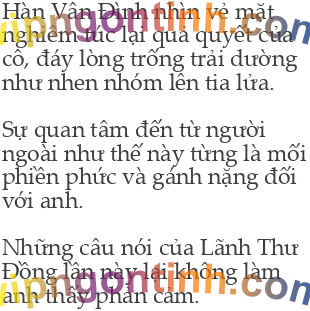 Hàn Vân Đình nhìn vẻ mặt
nghiêm túc lại quả quyết của
cô, đáy lòng trống trải dường
như nhen nhóm lên tia lửa.
Sự quan tâm đến từ người
ngoài như thế này từng là mối
phiền phức và gánh nặng đối
với anh.
Những câu nói của Lãnh Thư
Đồng lần này lại không làm
anh thấy phản cảm.
vipngontinh.com
vipngontinh.com